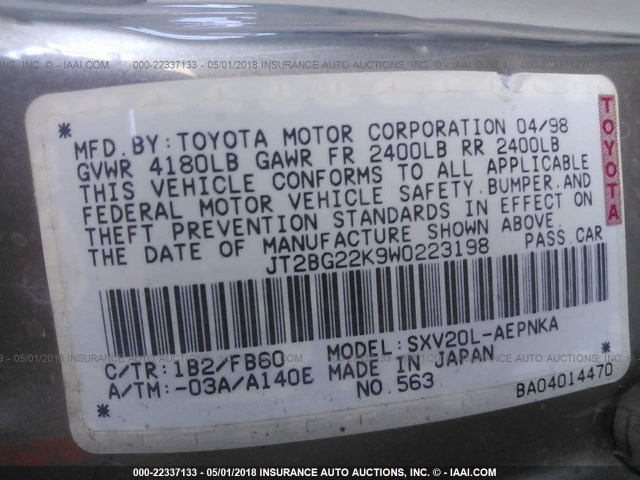 000-22337133 - 05/01/2018 INSURANCE AUTO AUCTIONS, INC. - © IAAI.COM
MFD. BY: TOYOTA MOTOR CORPORATION 04/98
GVWR 4180LB GAWR FR 2400LB RR 2400LB
THIS VEHICLE CONFORMS TO ALL APPLICABLE
FEDERAL MOTOR VEHICLE SAFETY, BUMPER, AND
THEFT PREVENTION STANDARDS IN EFFECT ON
THE DATE OF MANUFACTURE SHOWN ABOVE.
JT2BG22K9W0223198 PASS. CAR
TOYOTA
C/TR: 1B2/FB60 MODEL: SXV20L-AEPNKA
A/TM: -03A/A140E MADE IN JAPAN
NO. 563
BA04014470
000-22337133 - 05/01/2018 INSURANCE AUTO AUCTIONS, INC. - © IAAI.COM